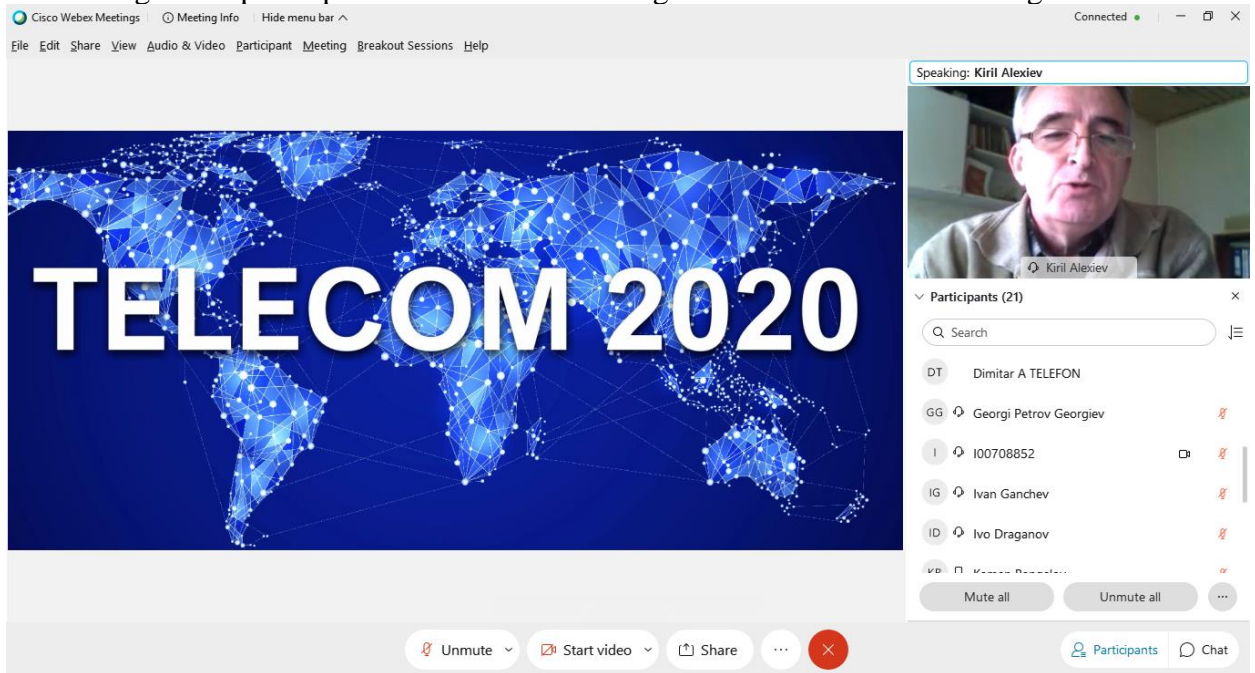 Cisco Webex Meetings Meeting Info Hide menu bar Connected
File Edit Share View Audio & Video Participant Meeting Breakout Sessions Help
Speaking: Kiril Alexiev
Kiril Alexiev
TELECOM 2020
Participants (21)
Search
DT Dimitar A TELEFON
GG Georgi Petrov Georgiev
I I00708852
IG Ivan Ganchev
ID Ivo Draganov
Mute all Unmute all
Unmute Start video Share Participants Chat